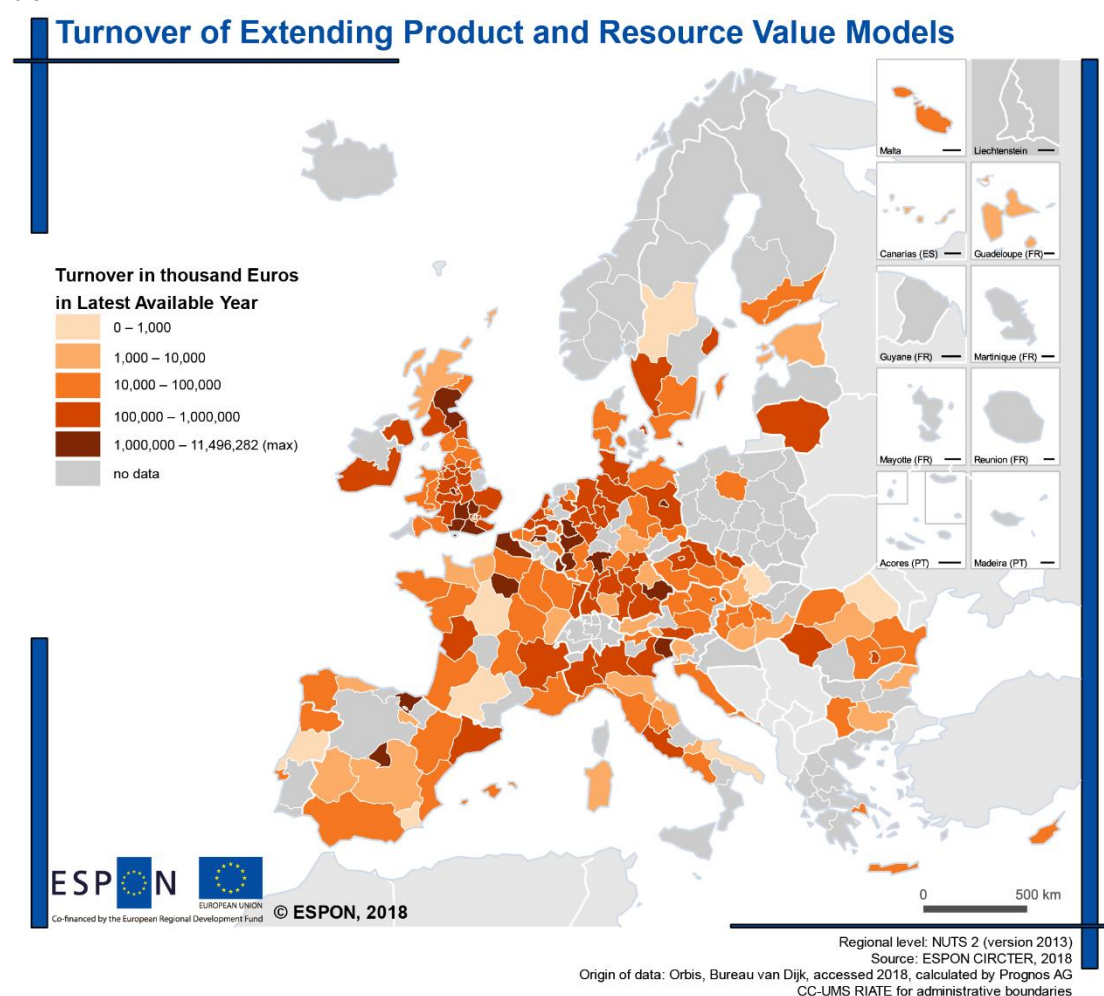 Turnover of Extending Product and Resource Value Models
Malta
Liechtenstein
Canarias (ES)
Guadeloupe (FR)
Guyane (FR)
Martinique (FR)
Mayotte (FR)
Reunion (FR)
Acores (PT)
Madeira (PT)
Turnover in thousand Euros
in Latest Available Year
0 – 1,000
1,000 – 10,000
10,000 – 100,000
100,000 – 1,000,000
1,000,000 – 11,496,282 (max)
no data
ESPON
EUROPEAN UNION
Co-financed by the European Regional Development Fund
© ESPON, 2018
0 500 km
Regional level: NUTS 2 (version 2013)
Source: ESPON CIRCTER, 2018
Origin of data: Orbis, Bureau van Dijk, accessed 2018, calculated by Prognos AG
CC-UMS RIATE for administrative boundaries